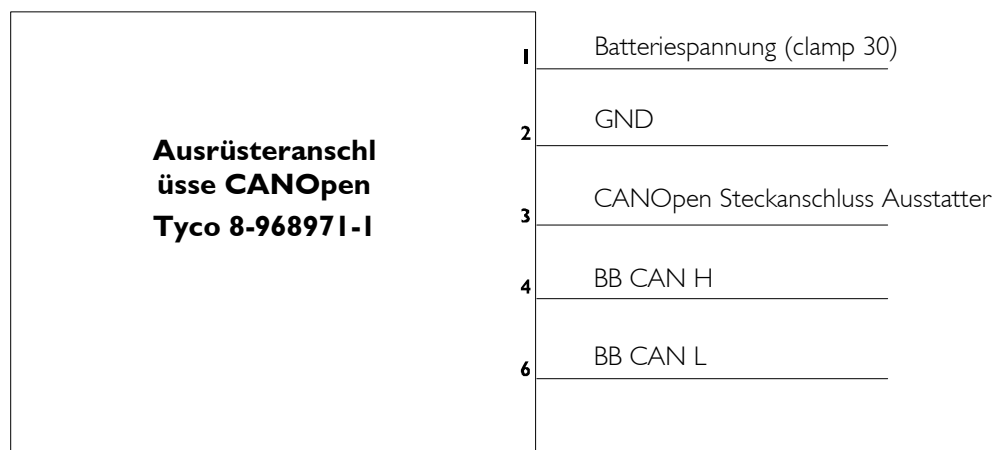 Ausrüsteranschl
üsse CANOpen
Tyco 8-968971-1
1 Batteriespannung (clamp 30)
2 GND
3 CANOpen Steckanschluss Ausstatter
4 BB CAN H
6 BB CAN L